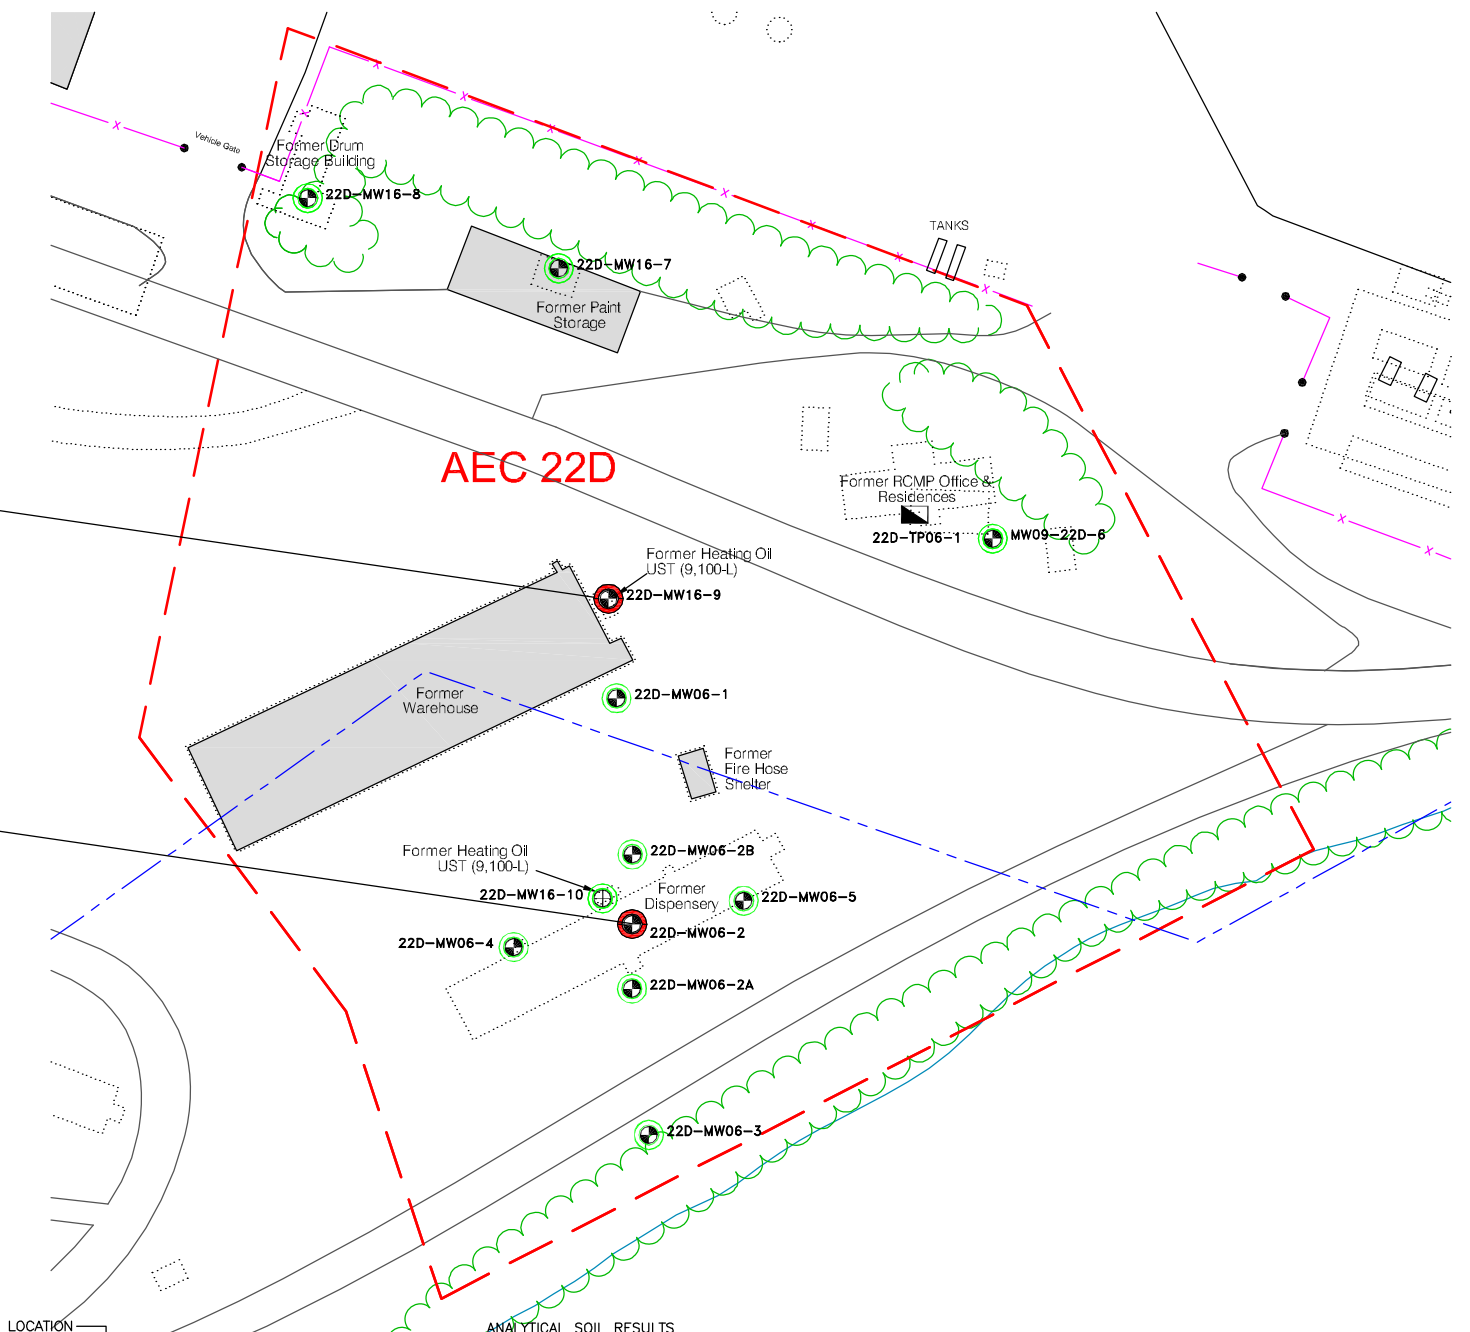 Vehicle Gate
Former Drum
Storage Building
22D-MW16-8
TANKS
22D-MW16-7
Former Paint
Storage
AEC 22D
Former RCMP Office &
Residences
22D-TP06-1
MW09-22D-6
Former Heating Oil
UST (9,100-L)
22D-MW16-9
Former
Warehouse
22D-MW06-1
Former
Fire Hose
Shelter
Former Heating Oil
UST (9,100-L)
22D-MW06-2B
22D-MW16-10
Former
Dispensery
22D-MW06-5
22D-MW06-4
22D-MW06-2
22D-MW06-2A
22D-MW06-3
LOCATION
ANALYTICAL SOIL RESULTS